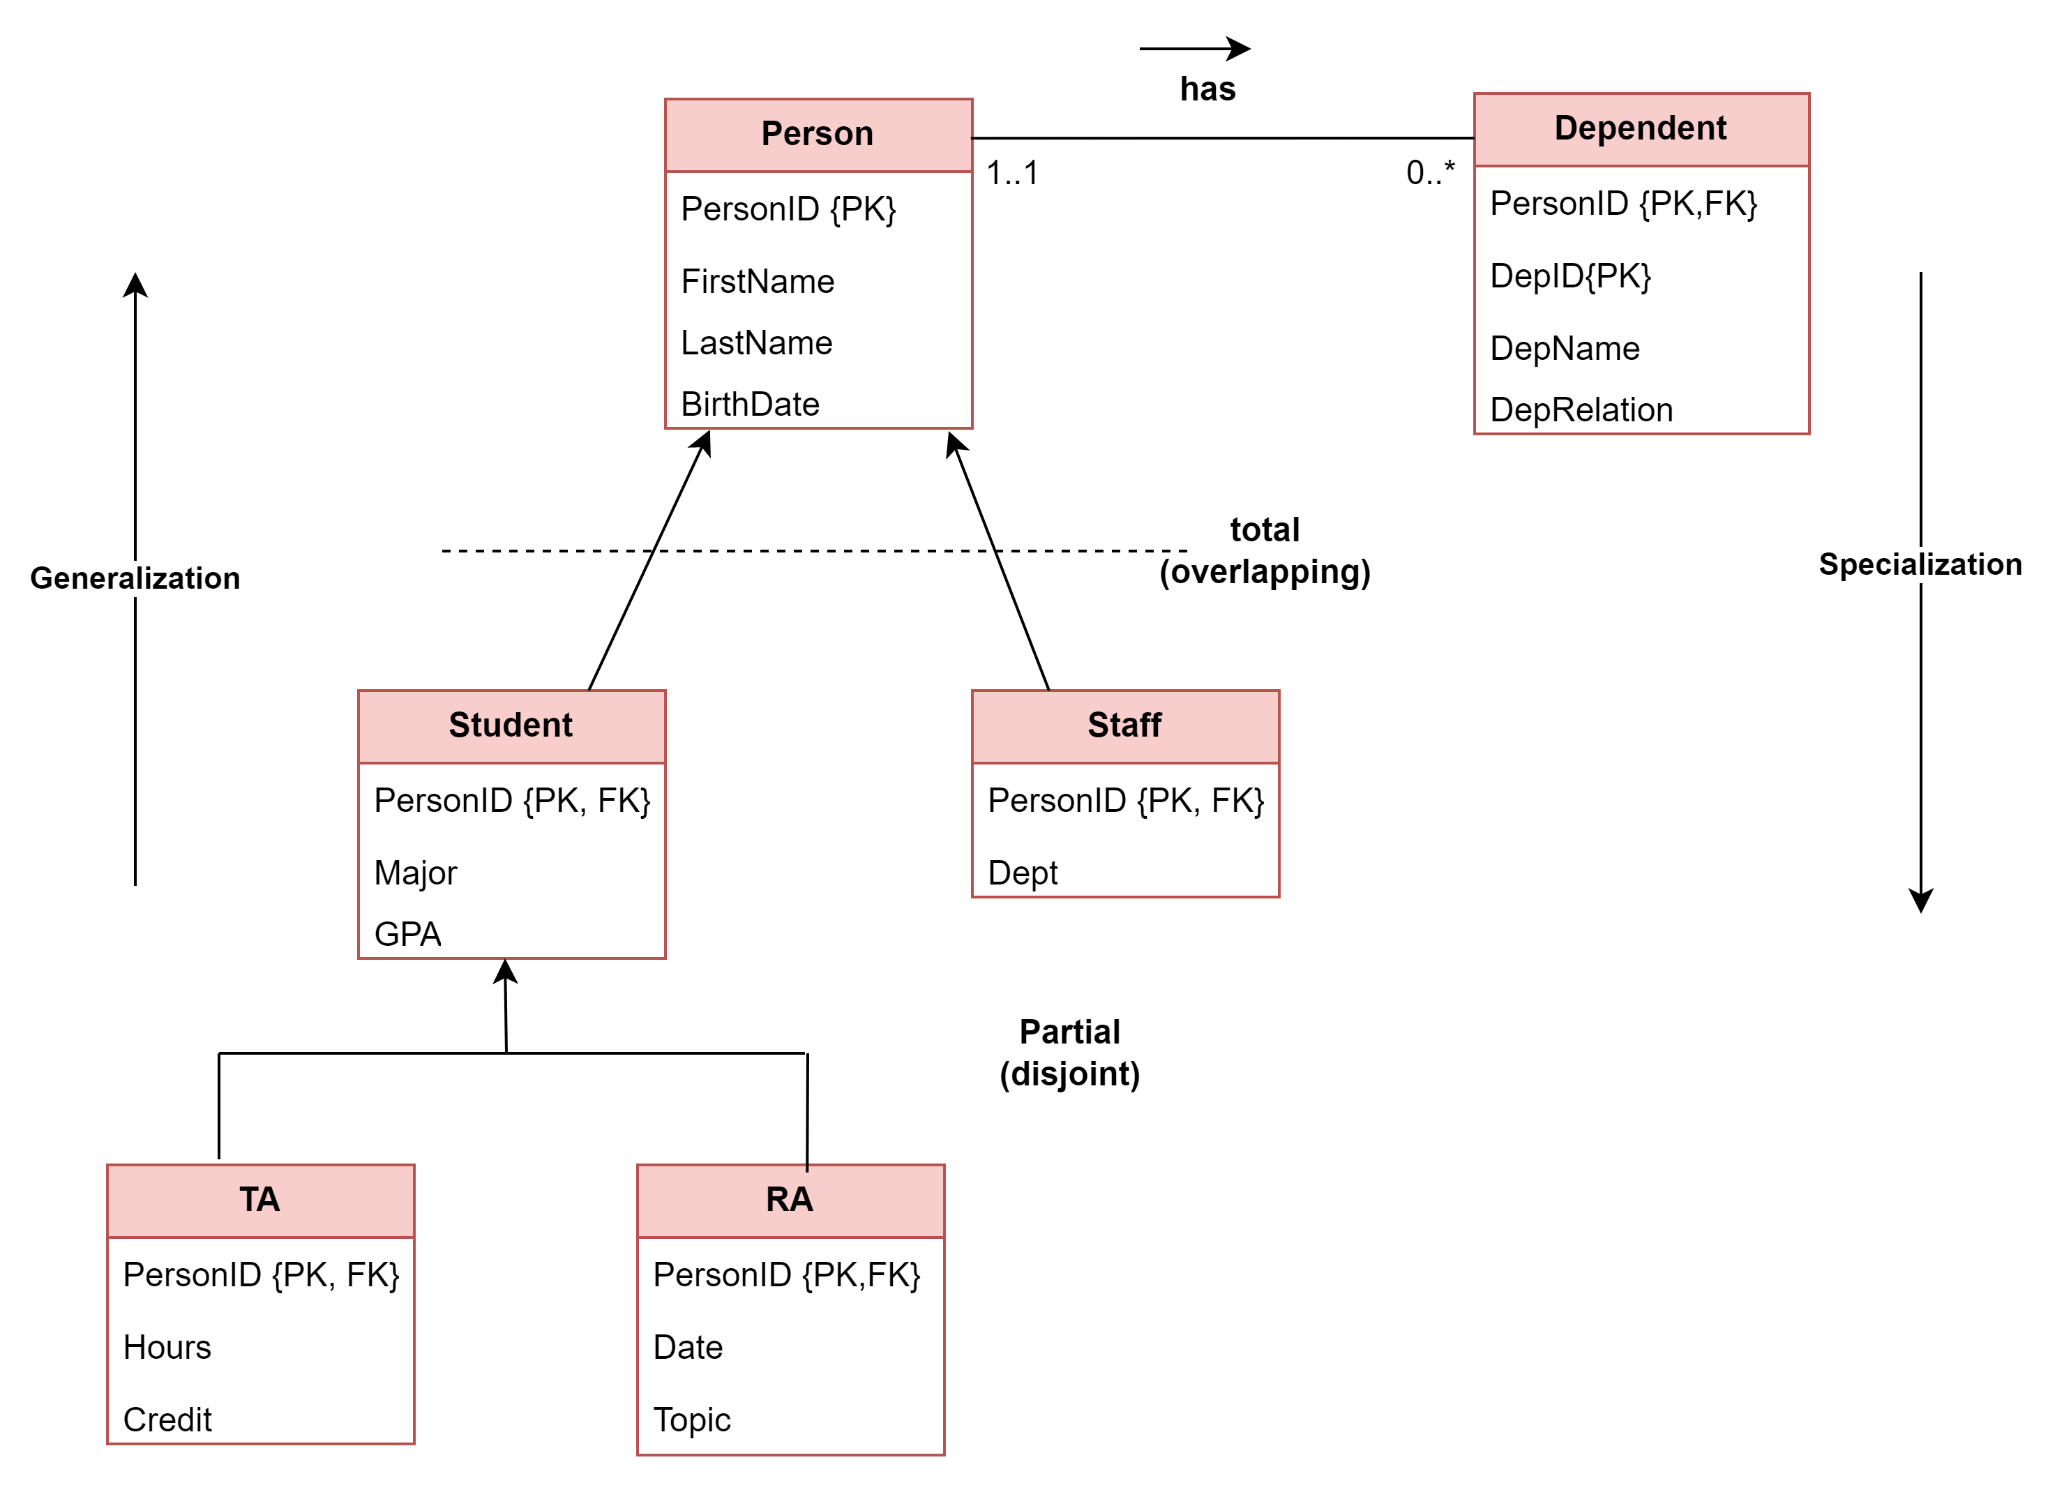 has
Person
PersonID {PK}
FirstName
LastName
BirthDate
1..1
0..*
Dependent
PersonID {PK,FK}
DepID{PK}
DepName
DepRelation
Generalization
total
(overlapping)
Specialization
Student
PersonID {PK, FK}
Major
GPA
Staff
PersonID {PK, FK}
Dept
Partial
(disjoint)
TA
PersonID {PK, FK}
Hours
Credit
RA
PersonID {PK,FK}
Date
Topic